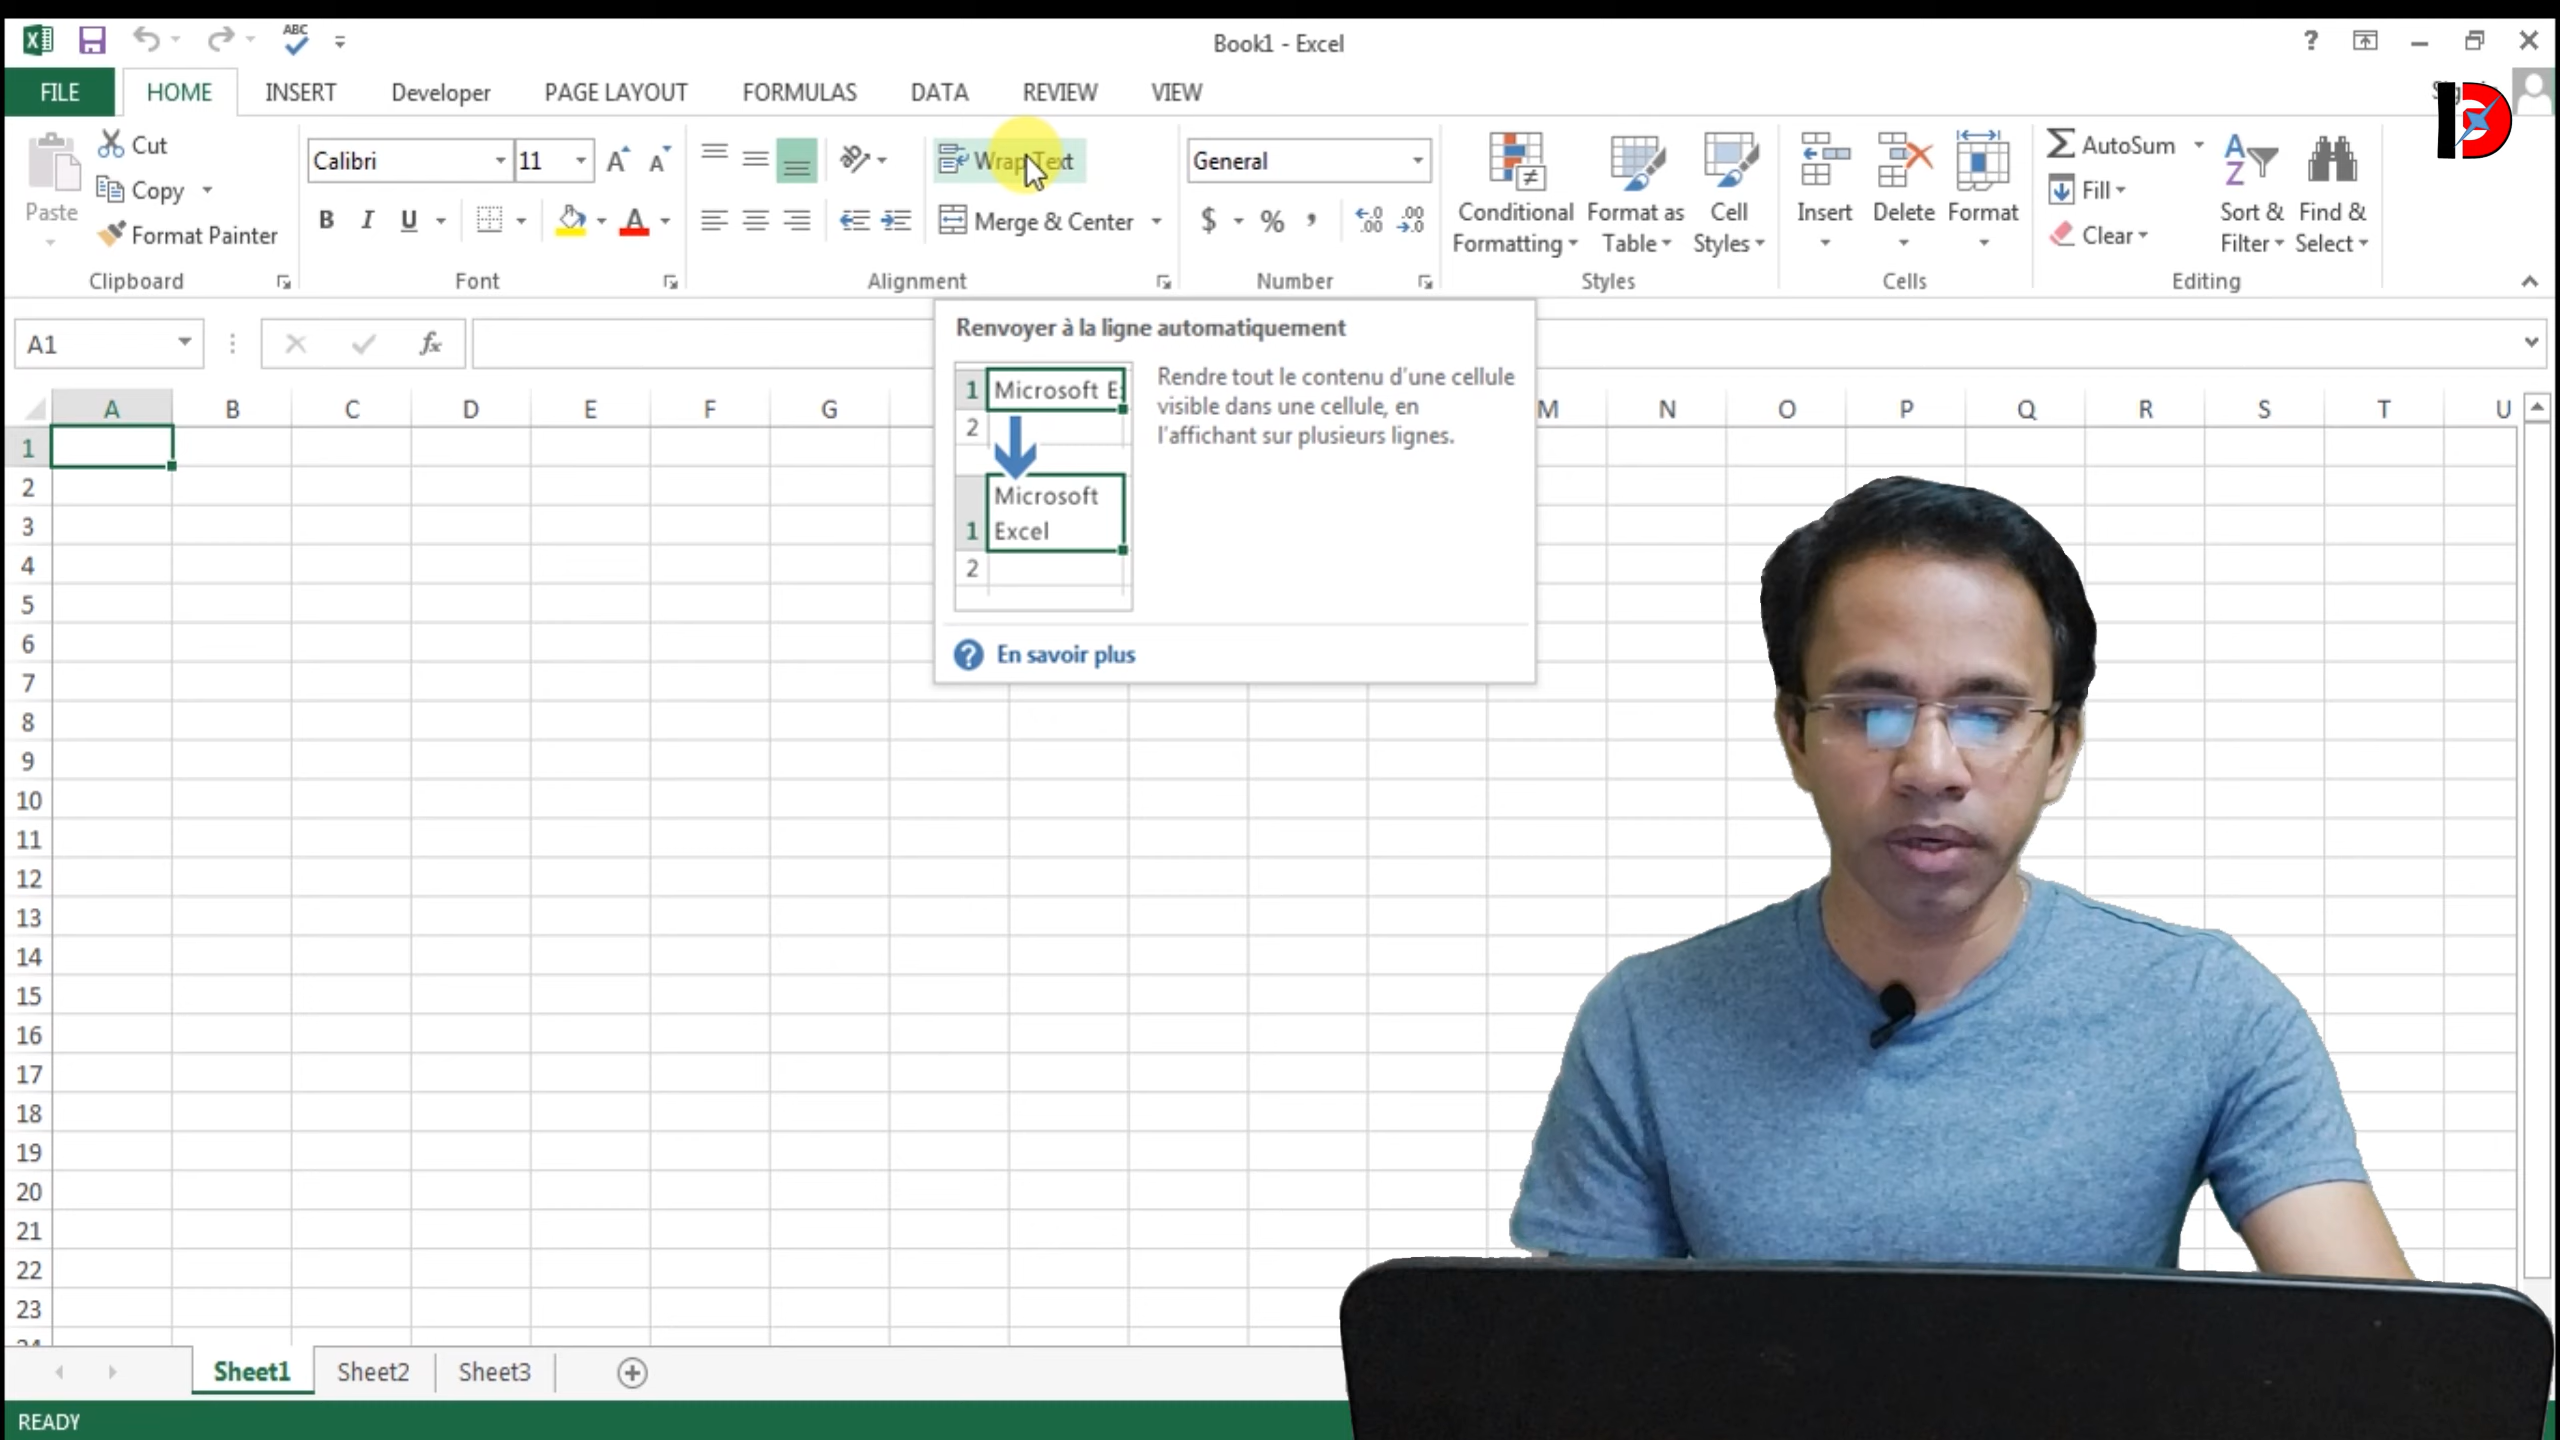 ABC
Book1 - Excel
?
FILE
HOME
INSERT
Developer
PAGE LAYOUT
FORMULAS
DATA
REVIEW
VIEW
Cut
Copy
Format Painter
Paste
Clipboard
Calibri
11
B I U
Font
Wrap Text
Merge & Center
Alignment
General
$ % ,
Number
Conditional
Formatting
Format as
Table
Cell
Styles
Styles
Insert
Delete
Format
Cells
AutoSum
Fill
Clear
Sort &
Filter
Find &
Select
Editing
A1
fx
Renvoyer à la ligne automatiquement
Rendre tout le contenu d'une cellule
visible dans une cellule, en
l'affichant sur plusieurs lignes.
1 Microsoft E
2
Microsoft
1 Excel
2
En savoir plus
A B C D E F G M N O P Q R S T U
1
2
3
4
5
6
7
8
9
10
11
12
13
14
15
16
17
18
19
20
21
22
23
Sheet1
Sheet2
Sheet3
READY